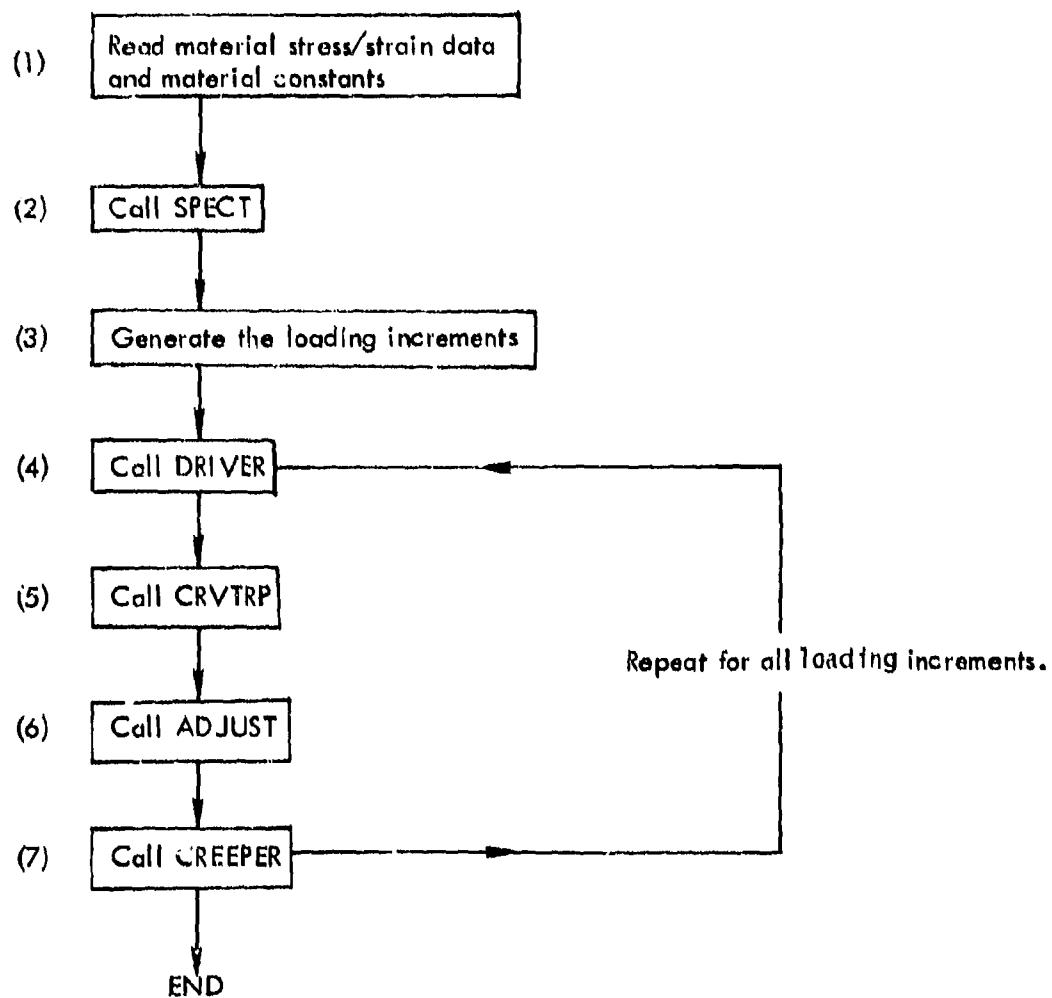 (1) Read material stress/strain data
and material constants
(2) Call SPECT
(3) Generate the loading increments
(4) Call DRIVER
(5) Call CRVTRP
Repeat for all loading increments.
(6) Call ADJUST
(7) Call CREEPER
END